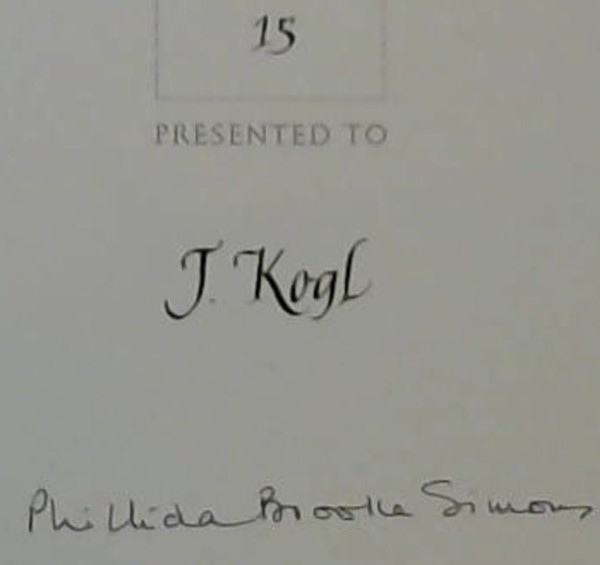 15
PRESENTED TO
J. Kogl
Phillida Brooke Simons